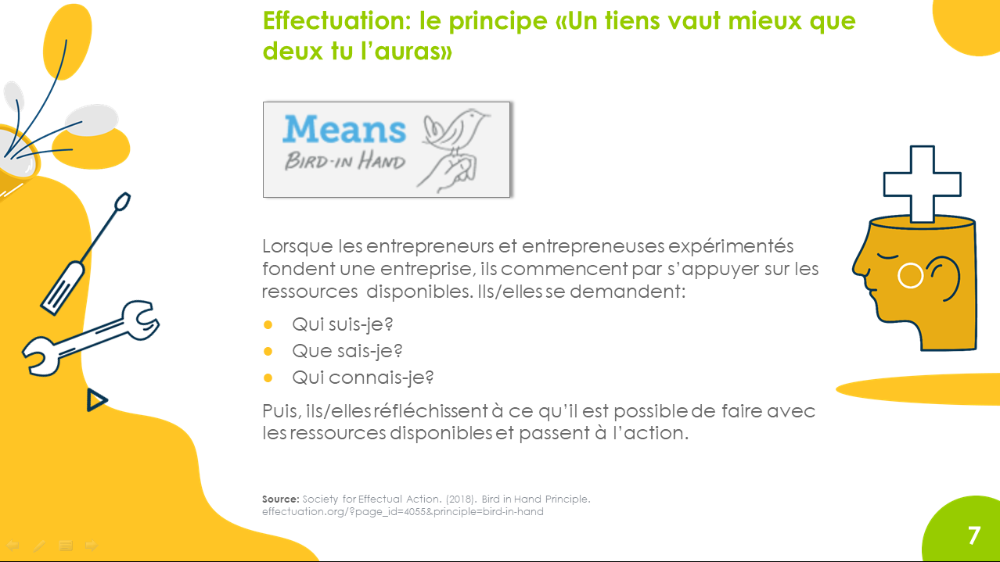 Effectuation: le principe «Un tiens vaut mieux que
deux tu l’auras»
Means
BIRD-IN HAND
Lorsque les entrepreneurs et entrepreneuses expérimentés
fondent une entreprise, ils commencent par s’appuyer sur les
ressources disponibles. Ils/elles se demandent:
● Qui suis-je?
● Que sais-je?
● Qui connais-je?
Puis, ils/elles réfléchissent à ce qu’il est possible de faire avec
les ressources disponibles et passent à l’action.
Source: Society for Effectual Action. (2018). Bird in Hand Principle.
effectuation.org/?page_id=4055&principle=bird-in-hand
7